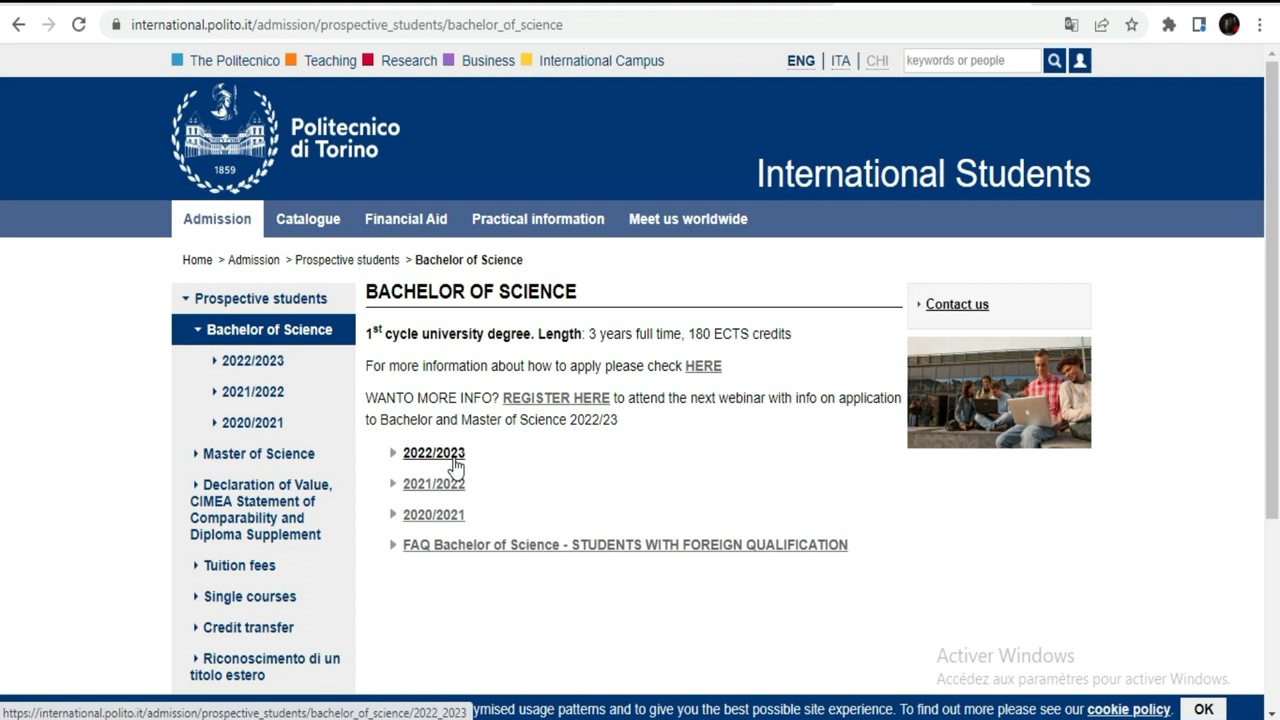 international.polito.it/admission/prospective_students/bachelor_of_science
The Politecnico Teaching Research Business International Campus
ENG | ITA | CHI
keywords or people
1859
Politecnico
di Torino
International Students
Admission Catalogue Financial Aid Practical information Meet us worldwide
Home > Admission > Prospective students > Bachelor of Science
Prospective students
Bachelor of Science
2022/2023
2021/2022
2020/2021
Master of Science
Declaration of Value,
CIMEA Statement of
Comparability and
Diploma Supplement
Tuition fees
Single courses
Credit transfer
Riconoscimento di un
titolo estero
BACHELOR OF SCIENCE
1st cycle university degree. Length: 3 years full time, 180 ECTS credits
For more information about how to apply please check HERE
WANTO MORE INFO? REGISTER HERE to attend the next webinar with info on application
to Bachelor and Master of Science 2022/23
2022/2023
2021/2022
2020/2021
FAQ Bachelor of Science - STUDENTS WITH FOREIGN QUALIFICATION
Contact us
Activer Windows
Accédez aux paramètres pour activer Windows.
https://international.polito.it/admission/prospective_students/bachelor_of_science/2022_2023
ymised usage patterns and to give you the best possible site experience. To find out more please see our cookie policy. OK